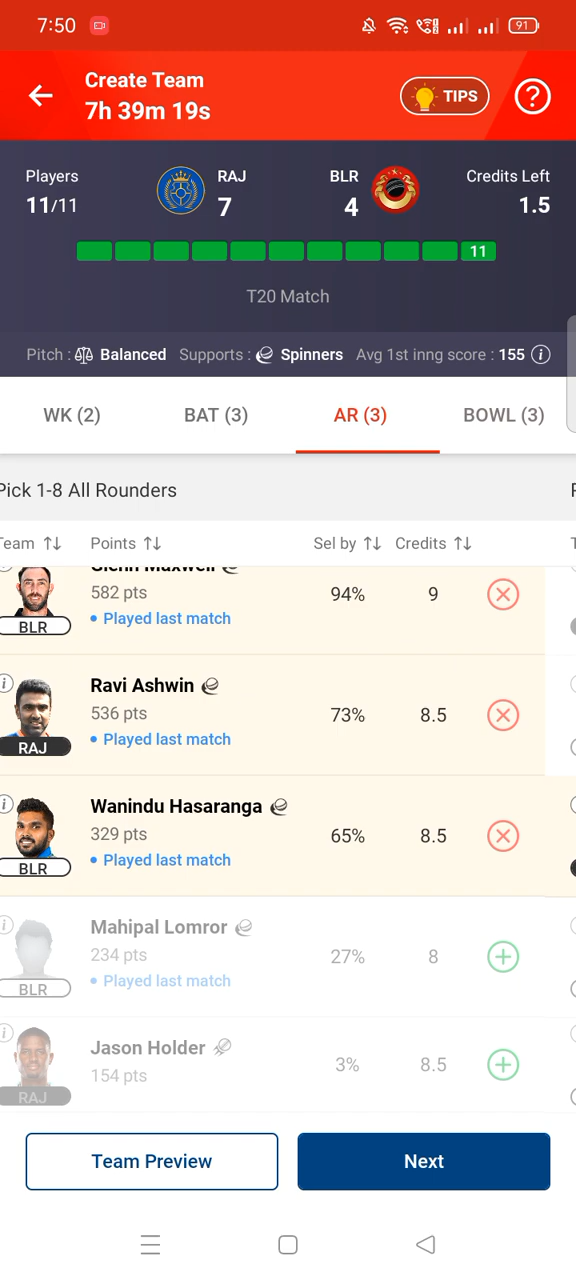 7:50
91
Create Team
7h 39m 19s
TIPS
?
Players
RAJ
BLR
Credits Left
11/11
7
4
1.5
11
T20 Match
Pitch : Balanced Supports : Spinners Avg 1st inng score : 155 i
WK (2) BAT (3) AR (3) BOWL (3)
Pick 1-8 All Rounders
Team Points Sel by Credits
Glenn Maxwell
582 pts 94% 9
Played last match
BLR
Ravi Ashwin
536 pts 73% 8.5
Played last match
RAJ
Wanindu Hasaranga
329 pts 65% 8.5
Played last match
BLR
Mahipal Lomror
234 pts 27% 8
Played last match
BLR
Jason Holder
154 pts 3% 8.5
RAJ
Team Preview Next